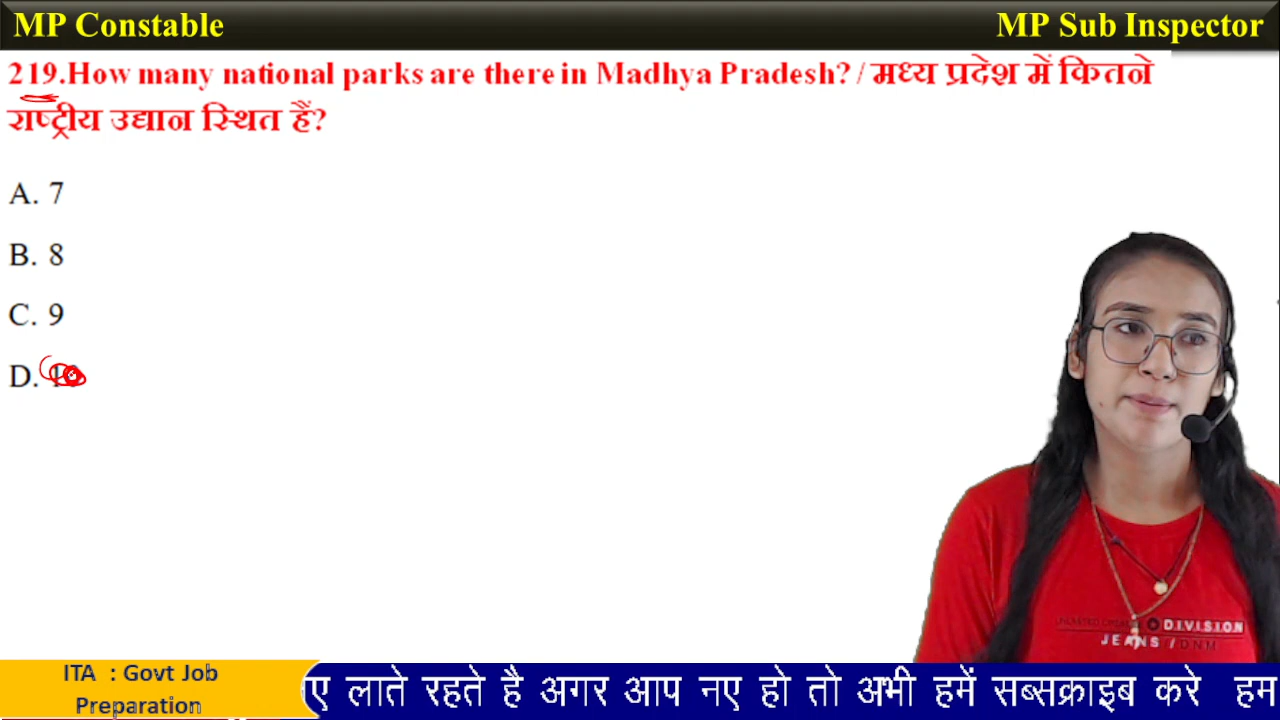 MP Constable
MP Sub Inspector
219.How many national parks are there in Madhya Pradesh? / मध्य प्रदेश में कितने
राष्ट्रीय उद्यान स्थित हैं?
A. 7
B. 8
C. 9
D.
DIVISION
JEANS / DNM
ITA : Govt Job
Preparation
ए लाते रहते है अगर आप नए हो तो अभी हमें सब्सक्राइब करे हम